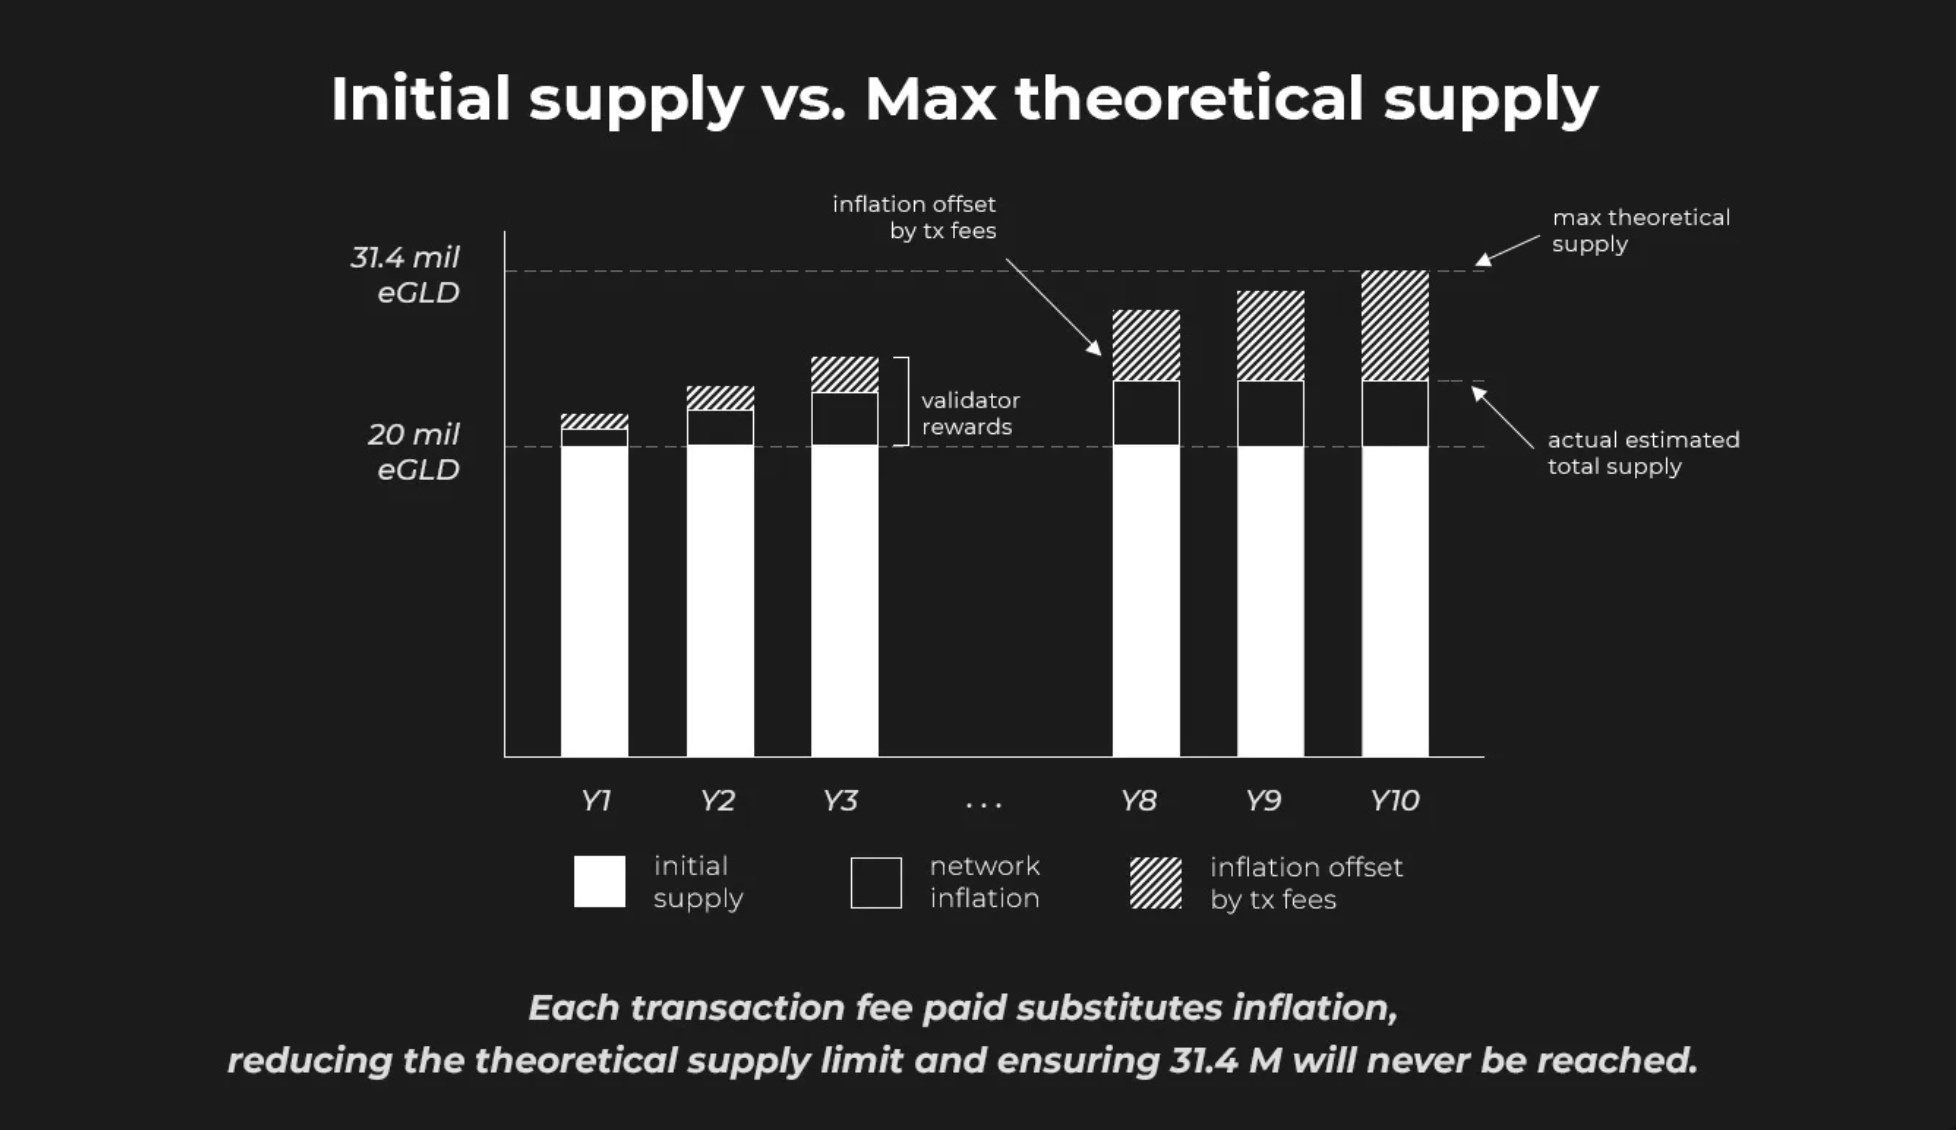 Initial supply vs. Max theoretical supply
inflation offset
by tx fees
max theoretical
supply
31.4 mil
eGLD
validator
rewards
20 mil
eGLD
actual estimated
total supply
Y1
Y2
Y3
...
Y8
Y9
Y10
initial
supply
network
inflation
inflation offset
by tx fees
Each transaction fee paid substitutes inflation,
reducing the theoretical supply limit and ensuring 31.4 M will never be reached.